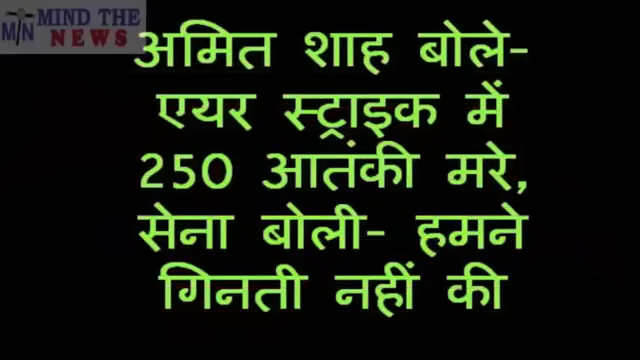 MIND THE
NEWS
अमित शाह बोले-
एयर स्ट्राइक में
250 आतंकी मरे,
सेना बोली- हमने
गिनती नहीं की